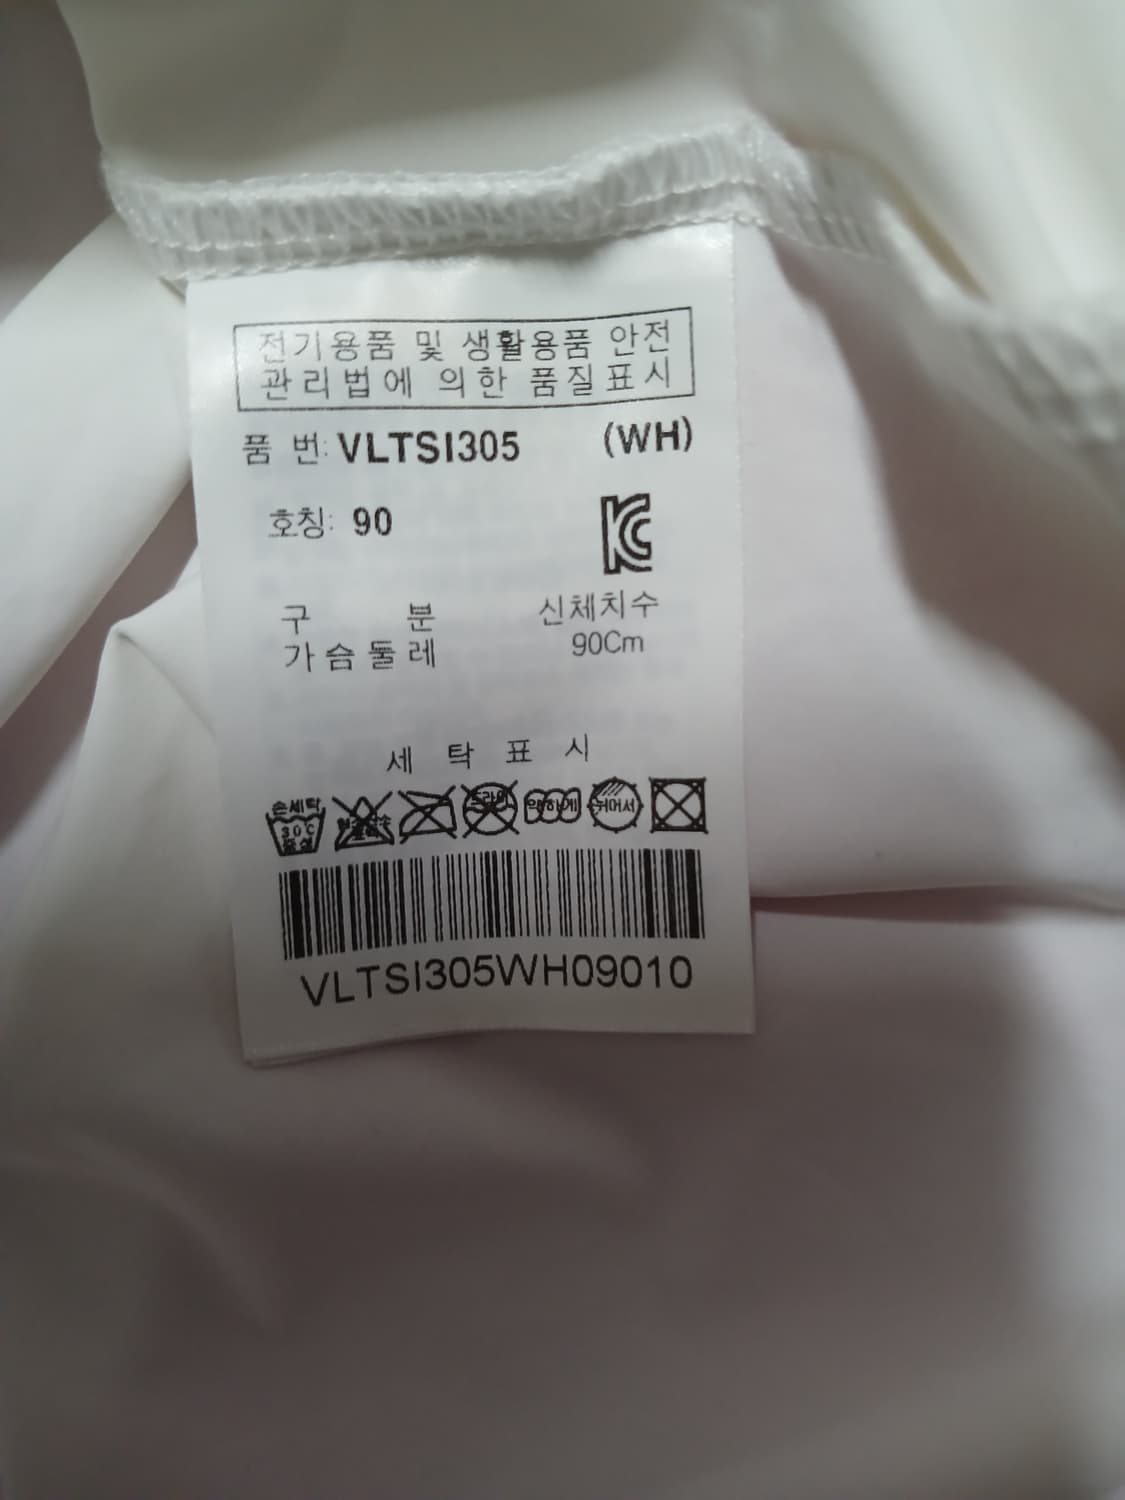 전기용품 및 생활용품 안전
관리법에 의한 품질표시
품 번: VLTSI305 (WH)
호칭: 90
구 분 신체치수
가슴둘레 90Cm
세 탁 표 시
손세탁 30℃ 중성 드라이 약하게 뉘어서
VLTSI305WH09010